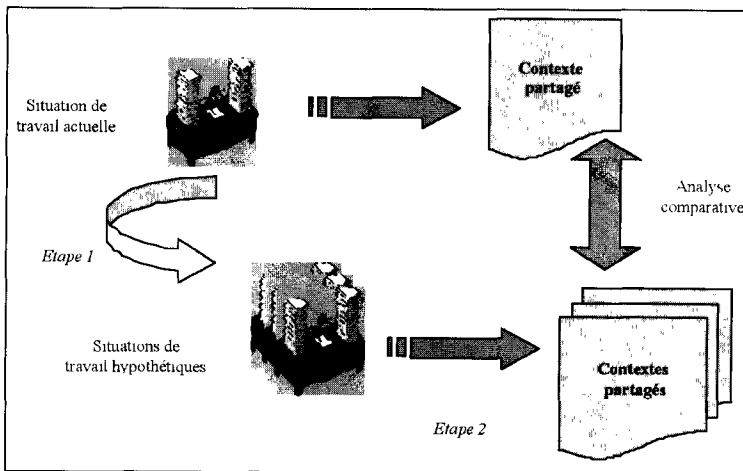 Contexte
partagé
Situation de
travail actuelle
Analyse
comparative
Etape 1
Situations de
travail hypothétiques
Contextes
partagés
Etape 2